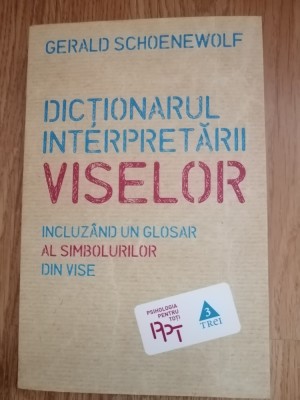 GERALD SCHOENEWOLF
DICȚIONARUL
INTERPRETĂRII
VISELOR
INCLUZÂND UN GLOSAR
AL SIMBOLURILOR
DIN VISE
PSIHOLOGIA
PENTRU
TOȚI
PPT
3
TREI